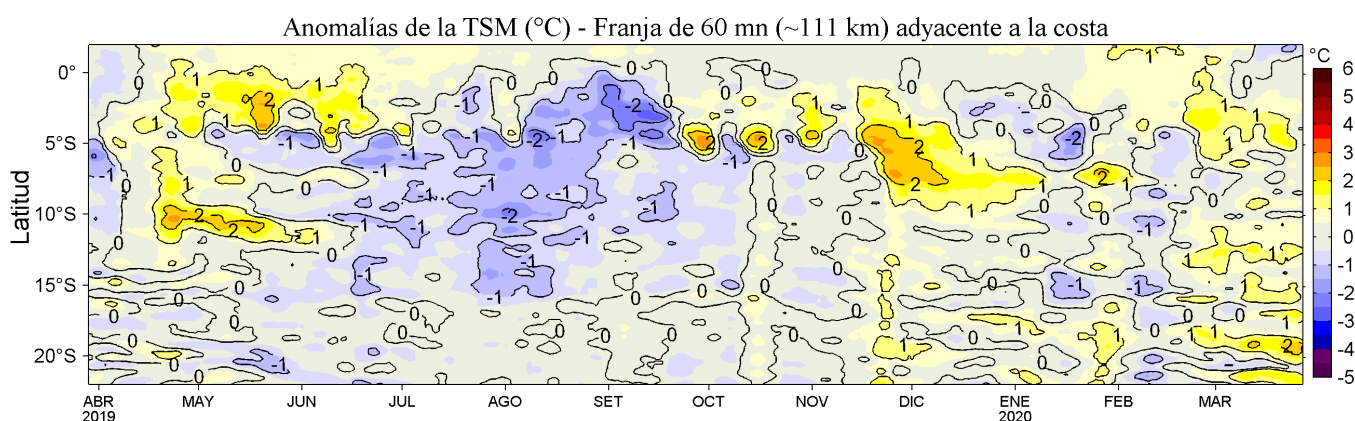 Anomalías de la TSM (°C) - Franja de 60 mn (~111 km) adyacente a la costa
Latitud
0°
5°S
10°S
15°S
20°S
ABR MAY JUN JUL AGO SET OCT NOV DIC ENE FEB MAR
2019 2020
°C
6
5
4
3
2
1
0
-1
-2
-3
-4
-5